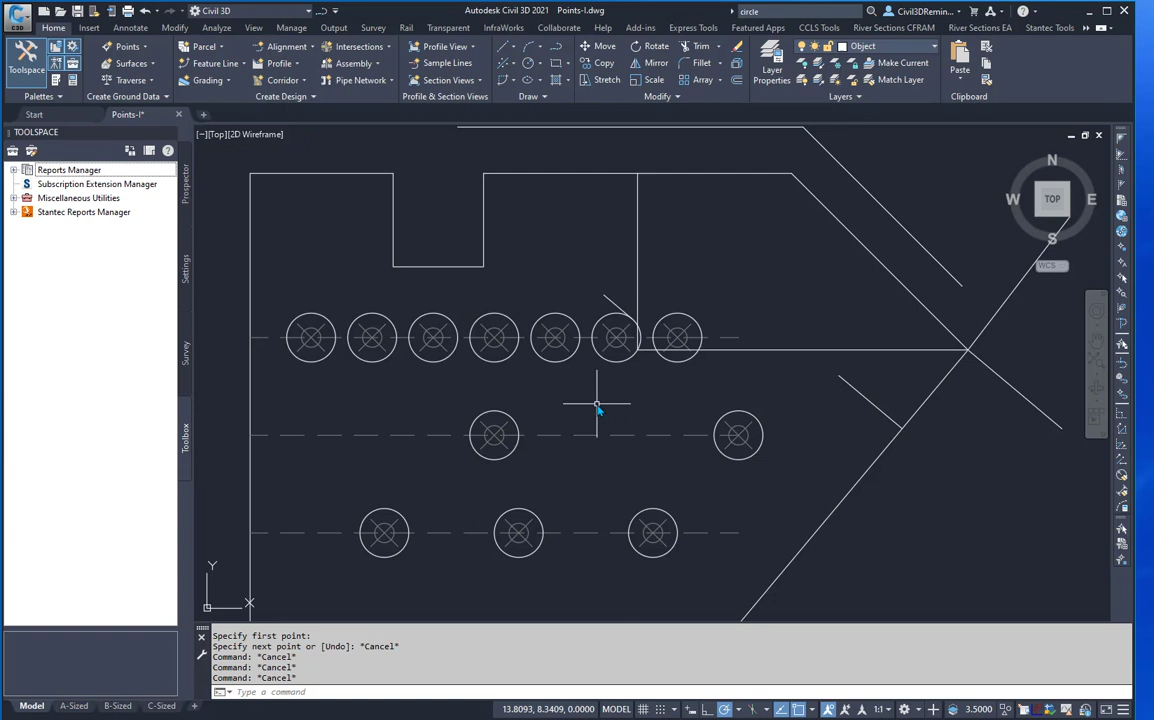 C3D
Civil 3D
Autodesk Civil 3D 2021 Points-I.dwg
circle
Civil3DRemin...
Home Insert Annotate Modify Analyze View Manage Output Survey Rail Transparent InfraWorks Collaborate Help Add-ins Express Tools CCLS Tools River Sections CFRAM River Sections EA Stantec Tools
Toolspace
Points
Surfaces
Traverse
Parcel
Feature Line
Grading
Alignment
Profile
Corridor
Intersections
Assembly
Pipe Network
Profile View
Sample Lines
Section Views
Move
Copy
Stretch
Rotate
Mirror
Scale
Trim
Fillet
Array
Layer
Properties
Object
Make Current
Match Layer
Paste
Palettes Create Ground Data Create Design Profile & Section Views Draw Modify Layers Clipboard
Start Points-I*
TOOLSPACE
Reports Manager
Subscription Extension Manager
Miscellaneous Utilities
Stantec Reports Manager
Prospector
Settings
Survey
Toolbox
[−][Top][2D Wireframe]
N
W TOP E
S
WCS
Y
X
Specify first point:
Specify next point or [Undo]: *Cancel*
Command: *Cancel*
Command: *Cancel*
Command: *Cancel*
Type a command
Model A-Sized B-Sized C-Sized
13.8093, 8.3409, 0.0000 MODEL 1:1 3.5000